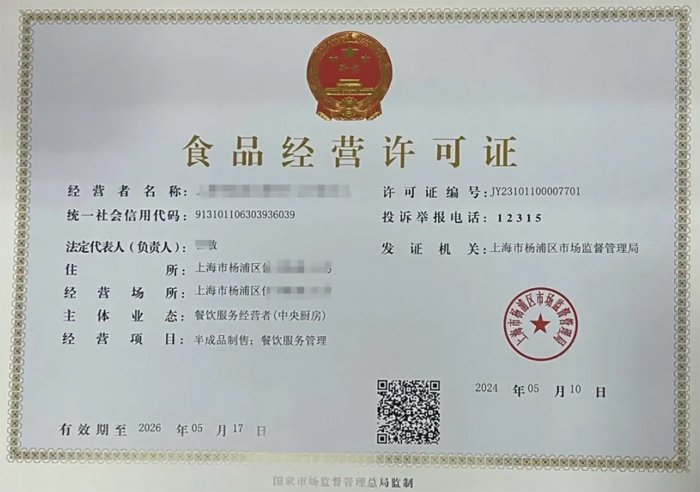 食品经营许可证
经营者名称:
许可证编号:JY23101100007701
统一社会信用代码:913101106303936039
投诉举报电话:12315
法定代表人(负责人): 敏
发证机关:上海市杨浦区市场监督管理局
住所:上海市杨浦区
经营场所:上海市杨浦区
主体业态:餐饮服务经营者(中央厨房)
经营项目:半成品制售;餐饮服务管理
上海市杨浦区市场监督管理局
2024 年 05 月 10 日
有效期至 2026 年 05 月 17 日
国家市场监督管理总局监制